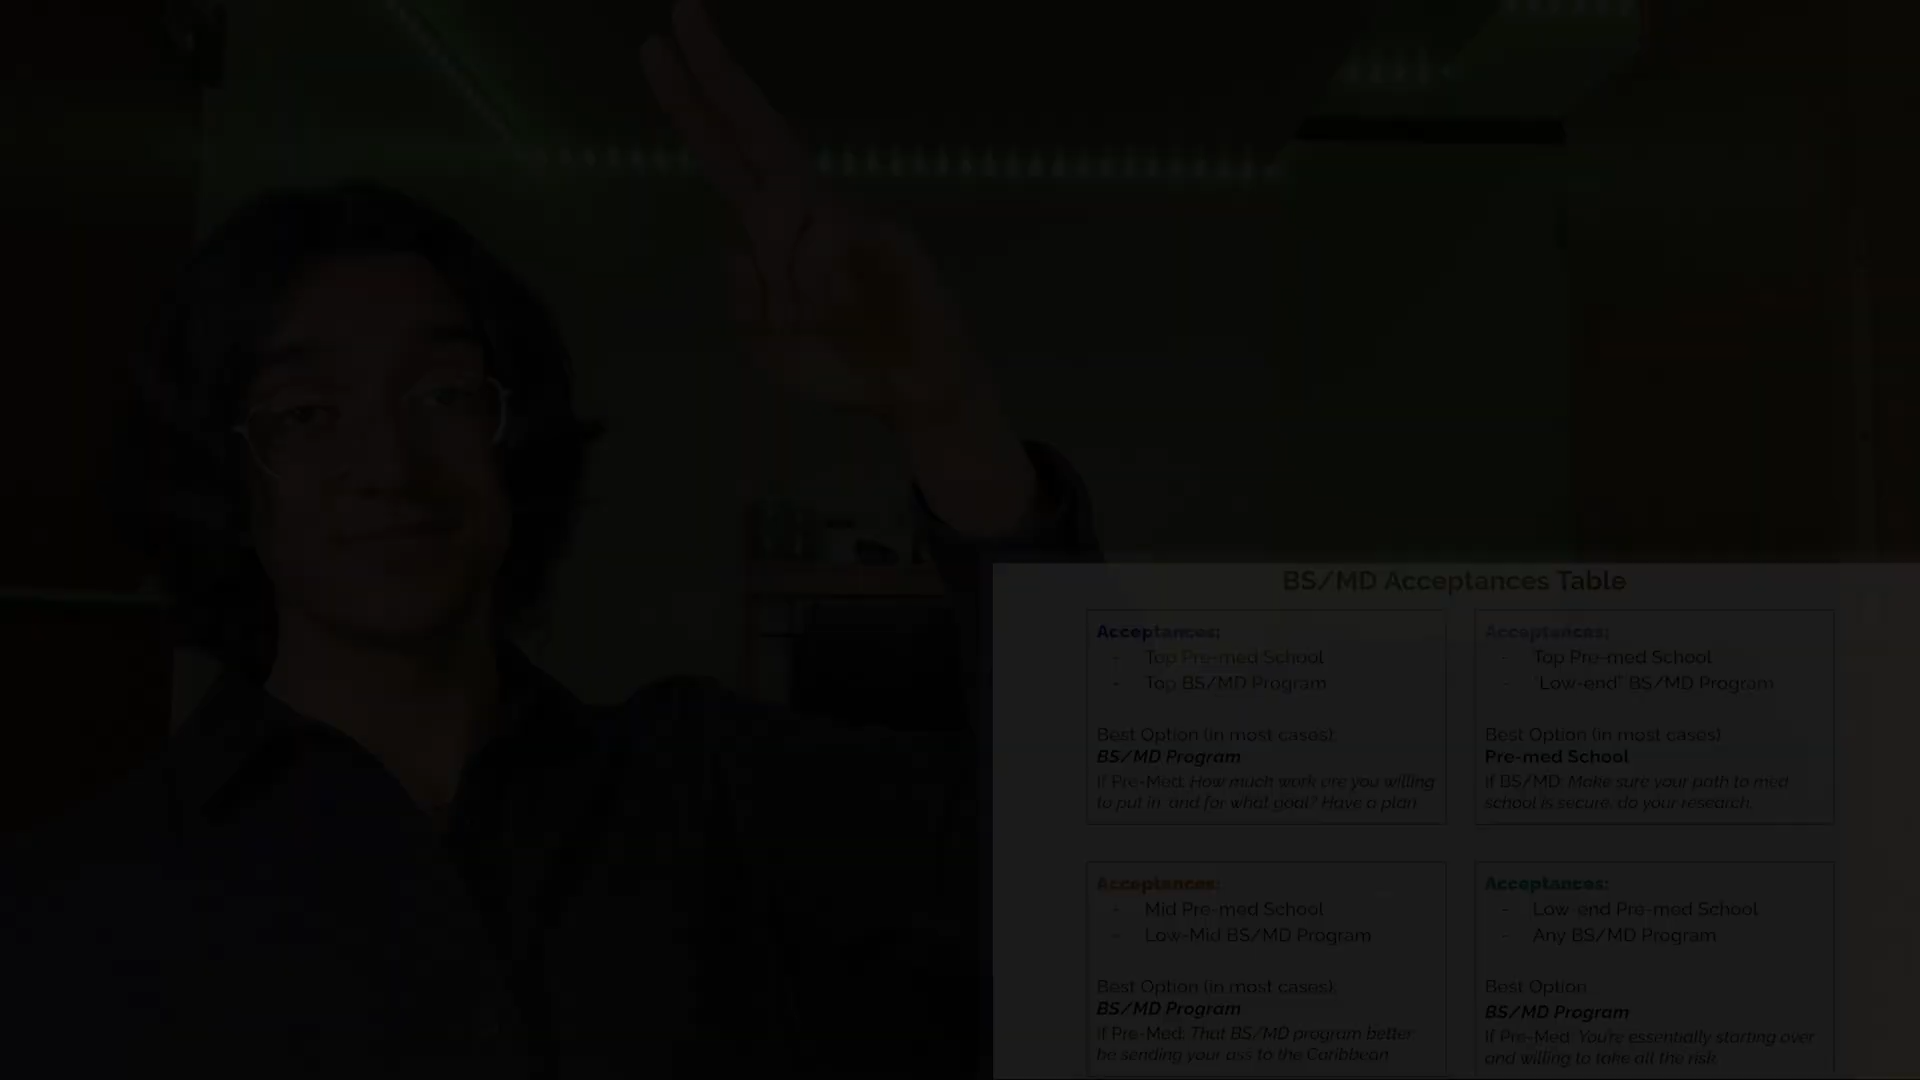 BS/MD Acceptances Table
Acceptances:
- Top Pre-med School
- Top BS/MD Program
Best Option (in most cases):
BS/MD Program
If Pre-Med: How much work are you willing
to put in, and for what goal? Have a plan
Acceptances:
- Top Pre-med School
- "Low-end" BS/MD Program
Best Option (in most cases):
Pre-med School
If BS/MD: Make sure your path to med
school is secure, do your research.
Acceptances:
- Mid Pre-med School
- Low-Mid BS/MD Program
Best Option (in most cases):
BS/MD Program
If Pre-Med: That BS/MD program better
be sending your ass to the Caribbean
Acceptances:
- Low-end Pre-med School
- Any BS/MD Program
Best Option:
BS/MD Program
If Pre-Med: You're essentially starting over
and willing to take all the risk.